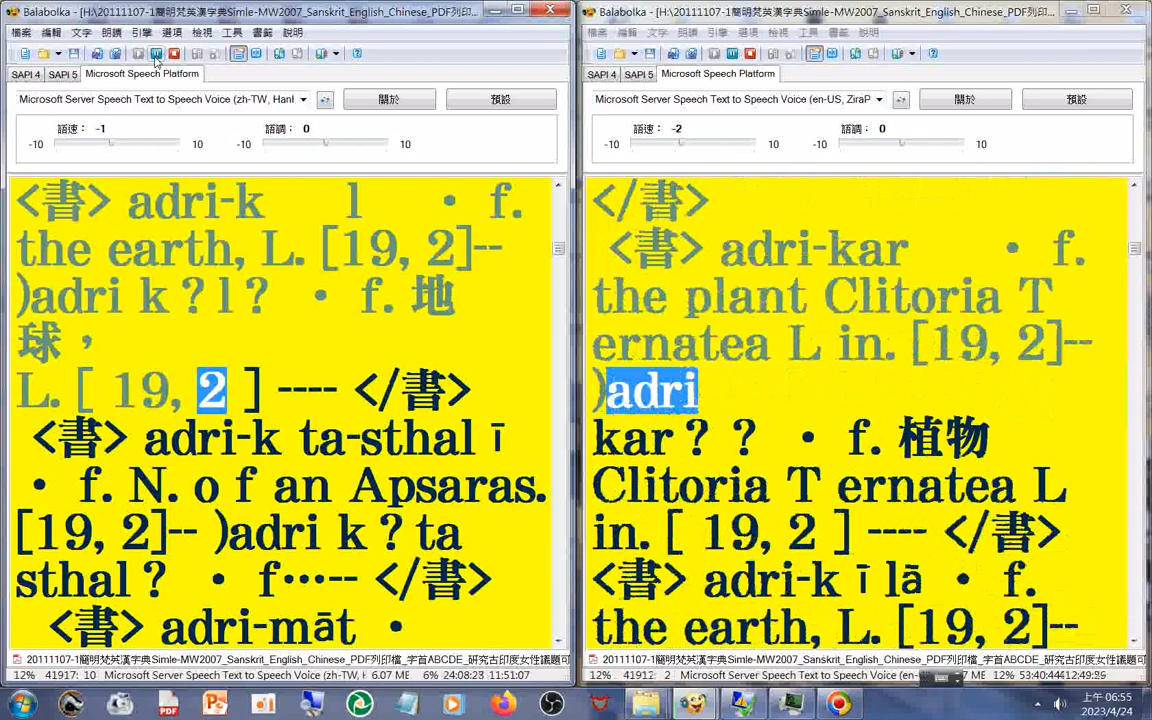 Balabolka - [H:\20111107-1簡明梵英漢字典Simle-MW2007_Sanskrit_English_Chinese_PDF列印...
檔案 編輯 文字 朗讀 引擎 選項 檢視 工具 書籤 說明
SAPI 4 SAPI 5 Microsoft Speech Platform
Microsoft Server Speech Text to Speech Voice (zh-TW, Hanl
關於 預設
語速： -1 語調： 0
-10 10 -10 10
<書> adri-k l • f.
the earth, L. [19, 2]--
)adri k？l？ • f. 地
球，
L. [ 19, 2 ] ---- </書>
<書> adri-k ta-sthal ī
• f. N. o f an Apsaras.
[19, 2]-- )adri k？ta
sthal？ • f…-- </書>
<書> adri-māt •
20111107-1簡明梵英漢字典Simle-MW2007_Sanskrit_English_Chinese_PDF列印檔_字首ABCDE_研究古印度女性議題可
12% 41917: 10 Microsoft Server Speech Text to Speech Voice (zh-TW, 6.07 ME 6% 24:08:23 11:51:07
Balabolka - [H:\20111107-1簡明梵英漢字典Simle-MW2007_Sanskrit_English_Chinese_PDF列印...
檔案 編輯 文字 朗讀 引擎 選項 檢視 工具 書籤 說明
SAPI 4 SAPI 5 Microsoft Speech Platform
Microsoft Server Speech Text to Speech Voice (en-US, ZiraP
關於 預設
語速： -2 語調： 0
-10 10 -10 10
</書>
<書> adri-kar • f.
the plant Clitoria T
ernatea L in. [19, 2]--
)adri
kar？？ • f. 植物
Clitoria T ernatea L
in. [ 19, 2 ] ---- </書>
<書> adri-k ī lā • f.
the earth, L. [19, 2]--
20111107-1簡明梵英漢字典Simle-MW2007_Sanskrit_English_Chinese_PDF列印檔_字首ABCDE_研究古印度女性議題可
12% 41912: 2 Microsoft Server Speech Text to Speech Voice ME 12% 53:40:44
上午 06:55
2023/4/24